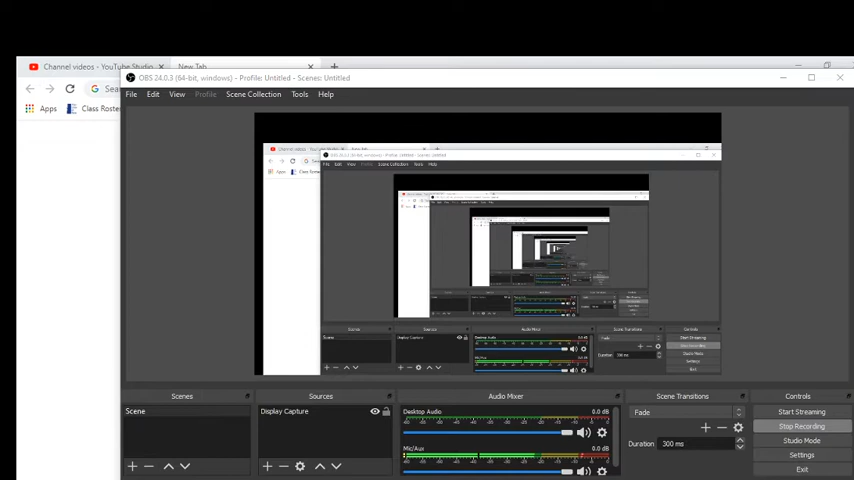 Channel videos - YouTube Studio
New Tab
OBS 24.0.3 (64-bit, windows) - Profile: Untitled - Scenes: Untitled
Sea
File Edit View Profile Scene Collection Tools Help
Apps Class Roste
Scenes
Sources
Audio Mixer
Scene Transitions
Controls
Scene
Display Capture
Desktop Audio 0.0 dB
Fade
Start Streaming
Stop Recording
Duration: 300 ms
Studio Mode
Mic/Aux 0.0 dB
Settings
Exit